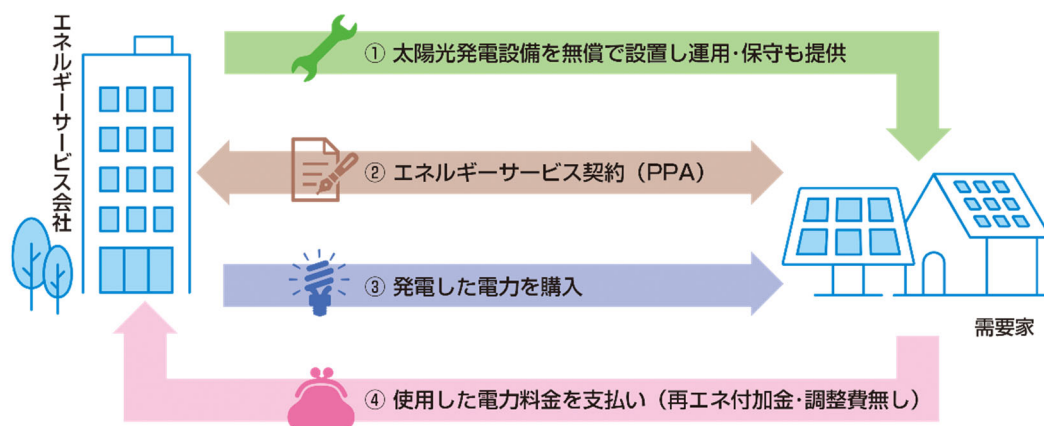 エネルギーサービス会社
① 太陽光発電設備を無償で設置し運用・保守も提供
② エネルギーサービス契約（PPA）
③ 発電した電力を購入
需要家
④ 使用した電力料金を支払い（再エネ付加金・調整費無し）